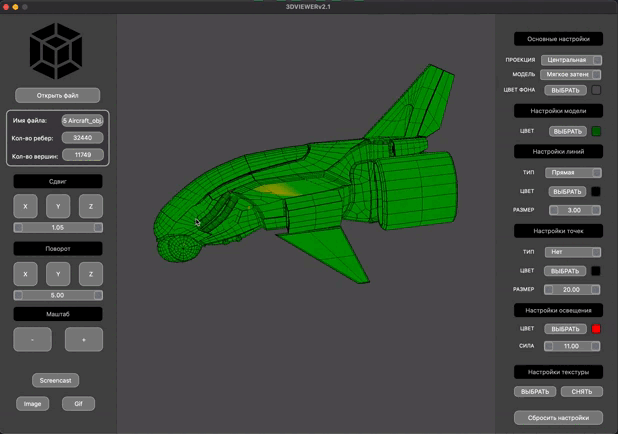 3DVIEWERv2.1
Открыть файл
Имя файла: 5 Aircraft_obj.
Кол-во ребер: 32440
Кол-во вершин: 11749
Сдвиг
X Y Z
1.05
Поворот
X Y Z
5.00
Маштаб
- +
Screencast
Image Gif
Основные настройки
ПРОЕКЦИЯ Центральная
МОДЕЛЬ Мягкое затене
ЦВЕТ ФОНА ВЫБРАТЬ
Настройки модели
ЦВЕТ ВЫБРАТЬ
Настройки линий
ТИП Прямая
ЦВЕТ ВЫБРАТЬ
РАЗМЕР 3.00
Настройки точек
ТИП Нет
ЦВЕТ ВЫБРАТЬ
РАЗМЕР 20.00
Настройки освещения
ЦВЕТ ВЫБРАТЬ
СИЛА 11.00
Настройки текстуры
ВЫБРАТЬ СНЯТЬ
Сбросить настройки